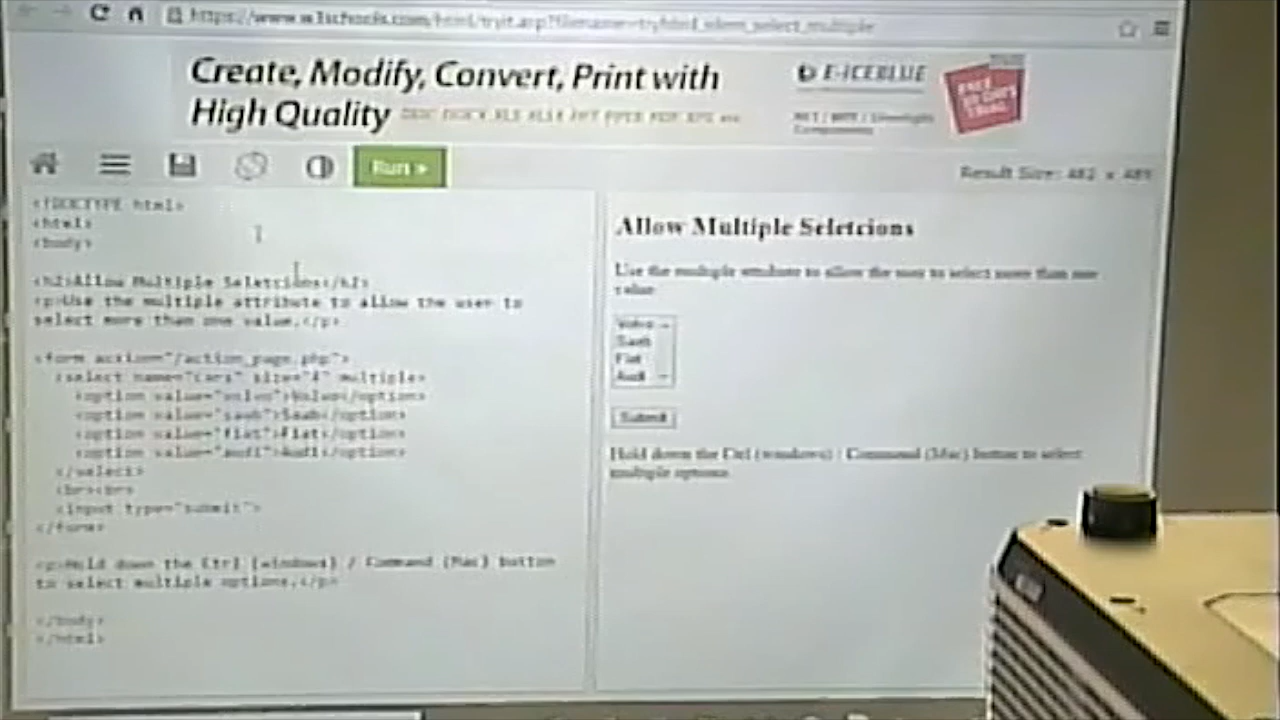 https://www.w3schools.com/html/tryit.asp?filename=tryhtml_elem_select_multiple
Create, Modify, Convert, Print with
High Quality
E-ICEBLUE
Run »
Result Size: 482 x 489
<!DOCTYPE html>
<html>
<body>
<h2>Allow Multiple Seletcions</h2>
<p>Use the multiple attribute to allow the user to
select more than one value.</p>
<form action="/action_page.php">
<select name="cars" size="4" multiple>
<option value="volvo">Volvo</option>
<option value="saab">Saab</option>
<option value="fiat">Fiat</option>
<option value="audi">Audi</option>
</select>
<br><br>
<input type="submit">
</form>
<p>Hold down the Ctrl (windows) / Command (Mac) button
to select multiple options.</p>
</body>
</html>
Allow Multiple Seletcions
Use the multiple attribute to allow the user to select more than one
value.
Volvo
Saab
Fiat
Audi
Submit
Hold down the Ctrl (windows) / Command (Mac) button to select
multiple options.